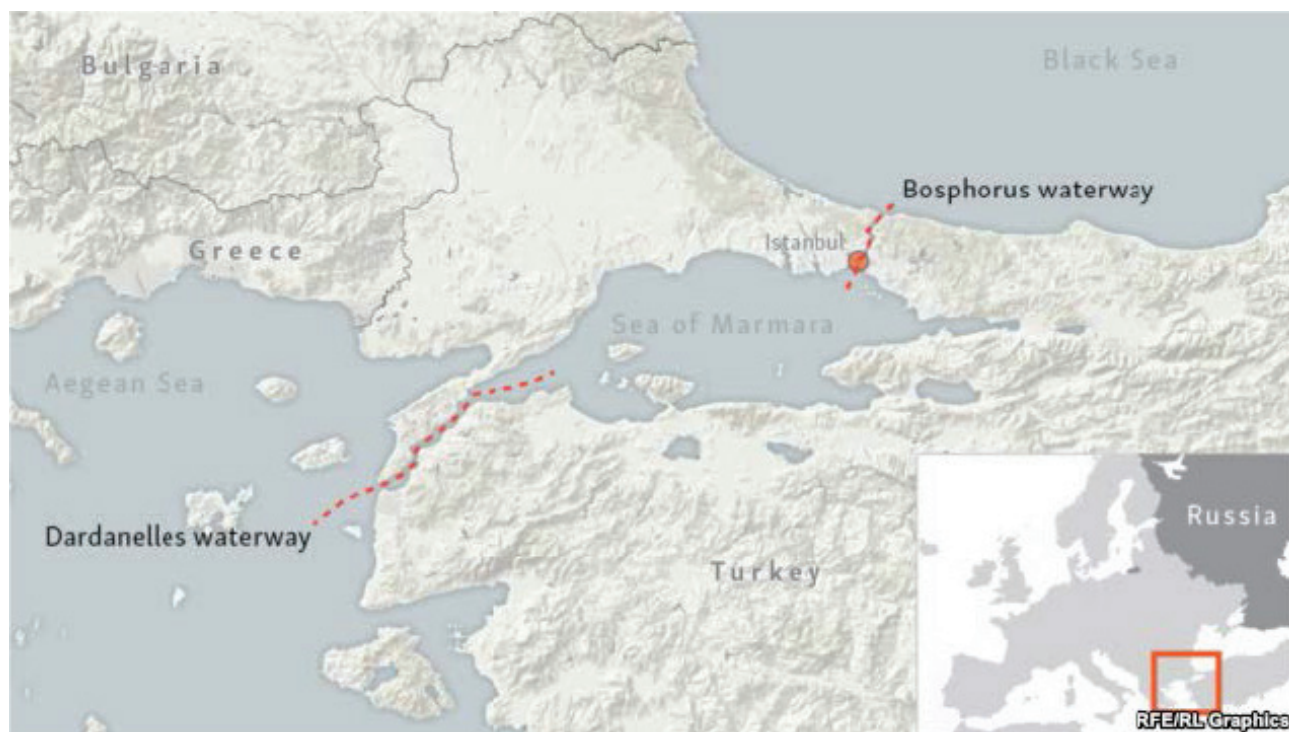 Bulgaria
Black Sea
Bosphorus waterway
Istanbul
Greece
Sea of Marmara
Aegean Sea
Dardanelles waterway
Turkey
Russia
RFE/RL Graphics